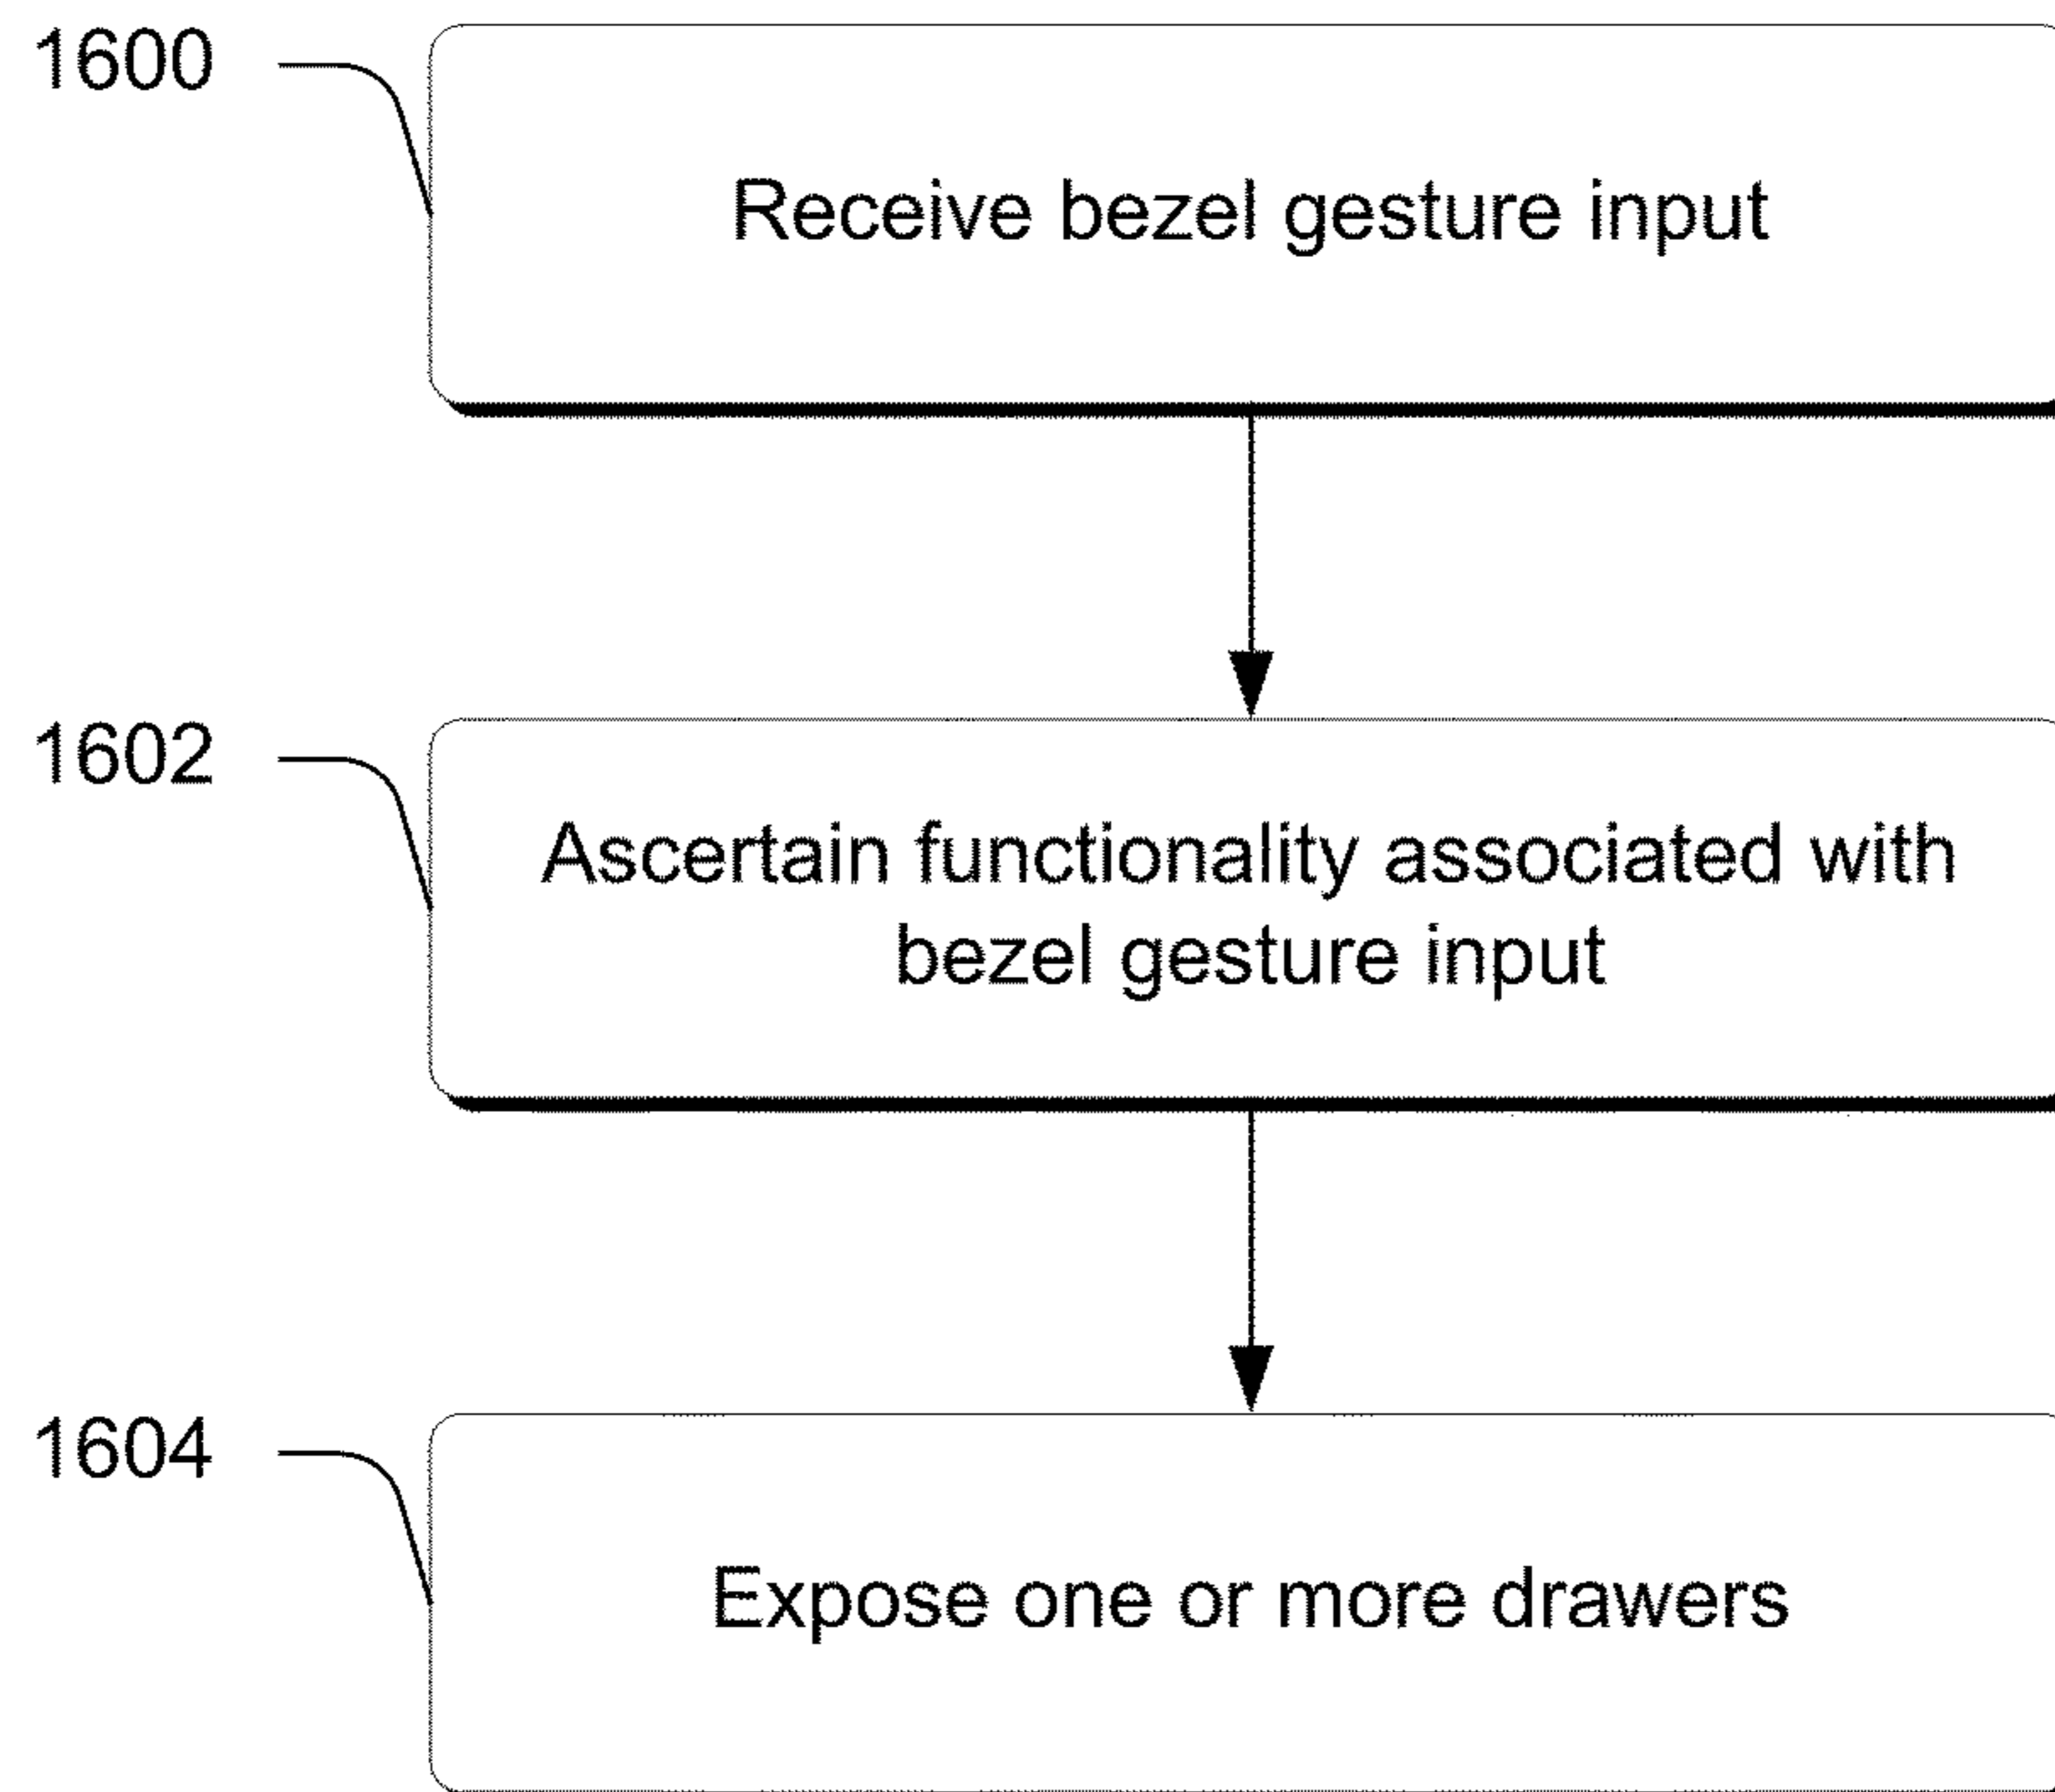 1600
Receive bezel gesture input
1602
Ascertain functionality associated with
bezel gesture input
1604
Expose one or more drawers